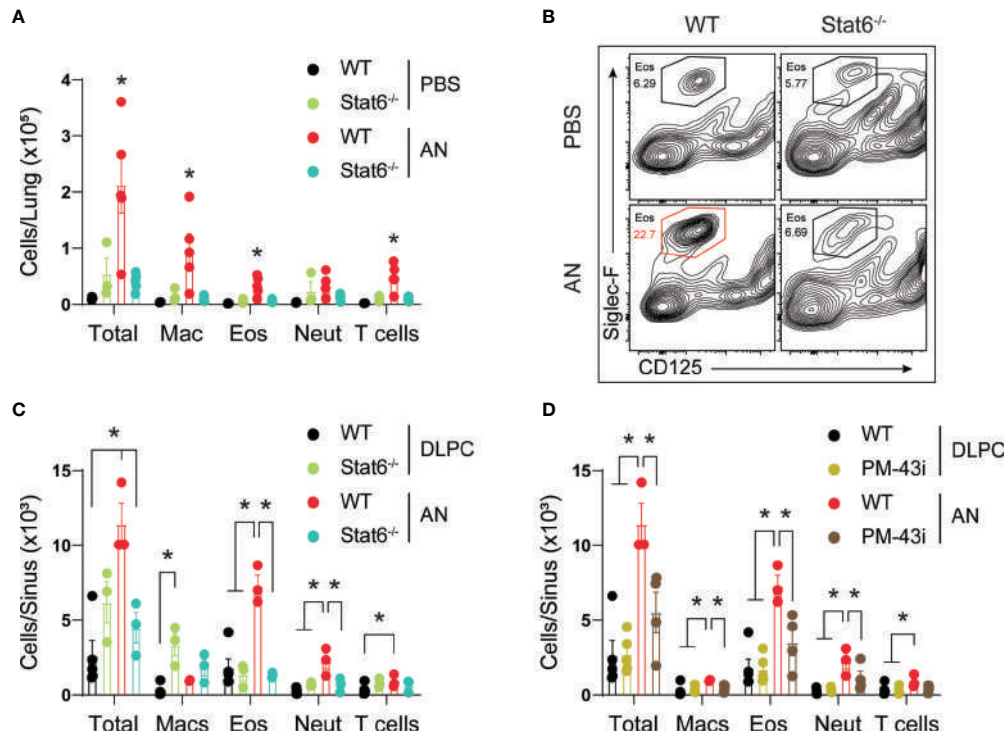 A
Cells/Lung (x10⁵)
4
3
2
1
0
*
*
*
*
WT
Stat6⁻/⁻
PBS
WT
Stat6⁻/⁻
AN
Total Mac Eos Neut T cells
B
WT Stat6⁻/⁻
PBS
AN
Eos
6.29
Eos
5.77
Eos
22.7
Eos
6.69
Siglec-F
CD125
C
Cells/Sinus (x10³)
15
10
5
0
*
*
* *
* *
*
WT
Stat6⁻/⁻
DLPC
WT
Stat6⁻/⁻
AN
Total Macs Eos Neut T cells
D
Cells/Sinus (x10³)
15
10
5
0
* *
* *
* *
* *
*
WT
PM-43i
DLPC
WT
PM-43i
AN
Total Macs Eos Neut T cells